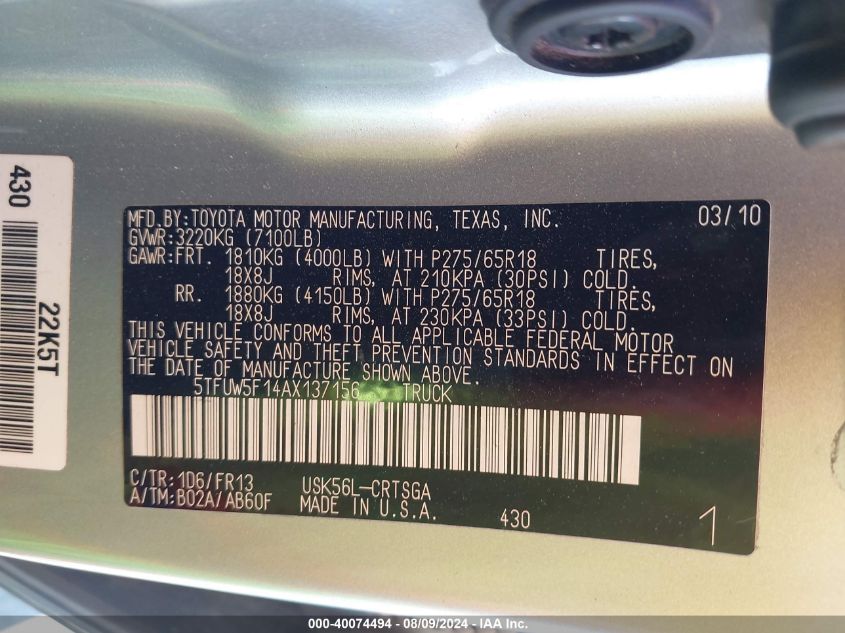 430
22K5T
MFD.BY:TOYOTA MOTOR MANUFACTURING, TEXAS, INC. 03/10
GVWR:3220KG (7100LB)
GAWR:FRT. 1810KG (4000LB) WITH P275/65R18 TIRES,
18X8J RIMS, AT 210KPA (30PSI) COLD.
RR. 1880KG (4150LB) WITH P275/65R18 TIRES,
18X8J RIMS, AT 230KPA (33PSI) COLD.
THIS VEHICLE CONFORMS TO ALL APPLICABLE FEDERAL MOTOR
VEHICLE SAFETY AND THEFT PREVENTION STANDARDS IN EFFECT ON
THE DATE OF MANUFACTURE SHOWN ABOVE.
5TFUW5F14AX137156 TRUCK
C/TR:1D6/FR13 USK56L-CRTSGA
A/TM:B02A/AB60F MADE IN U.S.A. 430 1
000-40074494 - 08/09/2024 - IAA Inc.